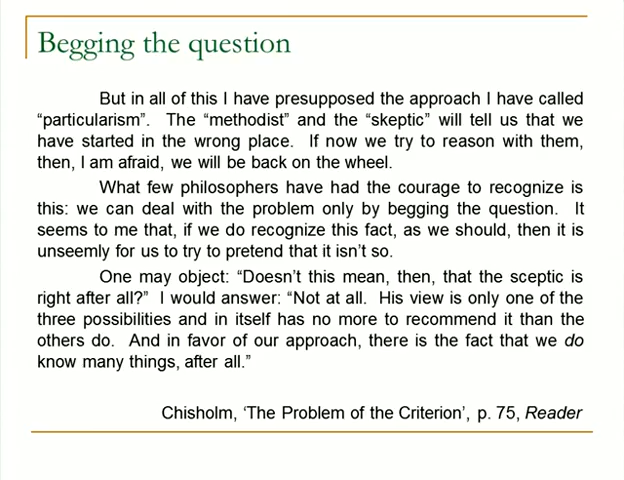 Begging the question
But in all of this I have presupposed the approach I have called
“particularism”. The “methodist” and the “skeptic” will tell us that we
have started in the wrong place. If now we try to reason with them,
then, I am afraid, we will be back on the wheel.
What few philosophers have had the courage to recognize is
this: we can deal with the problem only by begging the question. It
seems to me that, if we do recognize this fact, as we should, then it is
unseemly for us to try to pretend that it isn’t so.
One may object: “Doesn’t this mean, then, that the sceptic is
right after all?” I would answer: “Not at all. His view is only one of the
three possibilities and in itself has no more to recommend it than the
others do. And in favor of our approach, there is the fact that we do
know many things, after all.”
Chisholm, ‘The Problem of the Criterion’, p. 75, Reader